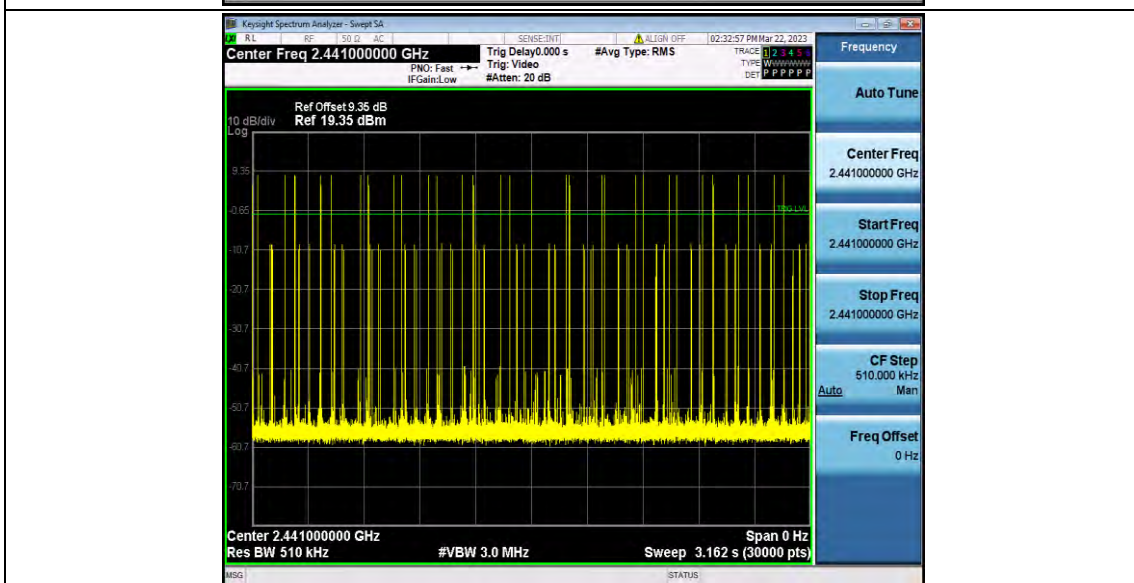 Keysight Spectrum Analyzer - Swept SA
RL RF 50 Ω AC SENSE:INT ALIGN OFF 02:32:57 PM Mar 22, 2023
Center Freq 2.441000000 GHz Trig Delay0.000 s #Avg Type: RMS TRACE 1 2 3 4 5 6
PNO: Fast Trig: Video TYPE WWWWWW
IFGain:Low #Atten: 20 dB DET P P P P P P
Frequency
Auto Tune
Ref Offset 9.35 dB
10 dB/div Ref 19.35 dBm
Log
9.35
-0.65
TRIG LVL
-10.7
-20.7
-30.7
-40.7
-50.7
-60.7
-70.7
Center Freq
2.441000000 GHz
Start Freq
2.441000000 GHz
Stop Freq
2.441000000 GHz
CF Step
510.000 kHz
Auto Man
Freq Offset
0 Hz
Center 2.441000000 GHz Span 0 Hz
Res BW 510 kHz #VBW 3.0 MHz Sweep 3.162 s (30000 pts)
MSG STATUS